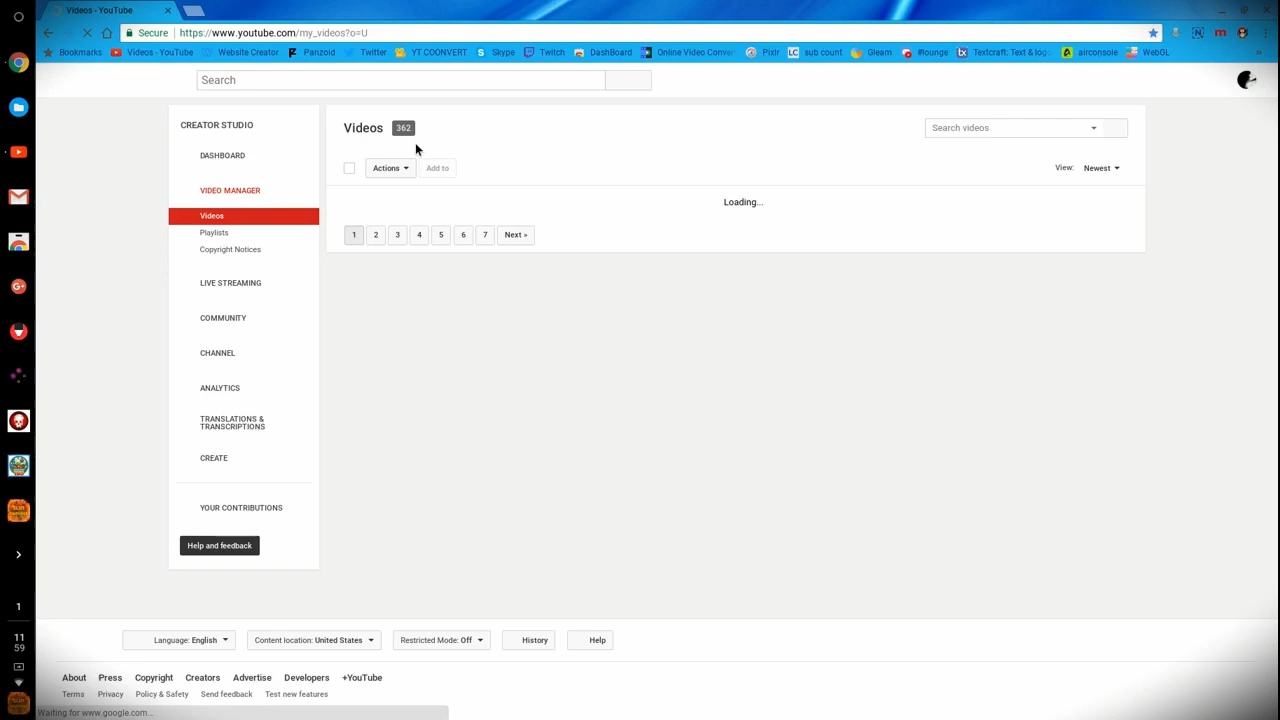 Videos - YouTube
Secure https://www.youtube.com/my_videos?o=U
Bookmarks Videos - YouTube Website Creator Panzoid Twitter YT COONVERT Skype Twitch DashBoard Online Video Conver Pixlr LC sub count Gleam #lounge Tx Textcraft: Text & logo airconsole WebGL »
Search
CREATOR STUDIO
DASHBOARD
VIDEO MANAGER
Videos
Playlists
Copyright Notices
LIVE STREAMING
COMMUNITY
CHANNEL
ANALYTICS
TRANSLATIONS &
TRANSCRIPTIONS
CREATE
YOUR CONTRIBUTIONS
Help and feedback
Videos 362
Search videos
Actions Add to
View: Newest
Loading...
1 2 3 4 5 6 7 Next »
1
11
59
Language: English Content location: United States Restricted Mode: Off History Help
About Press Copyright Creators Advertise Developers +YouTube
Terms Privacy Policy & Safety Send feedback Test new features
Waiting for www.google.com...